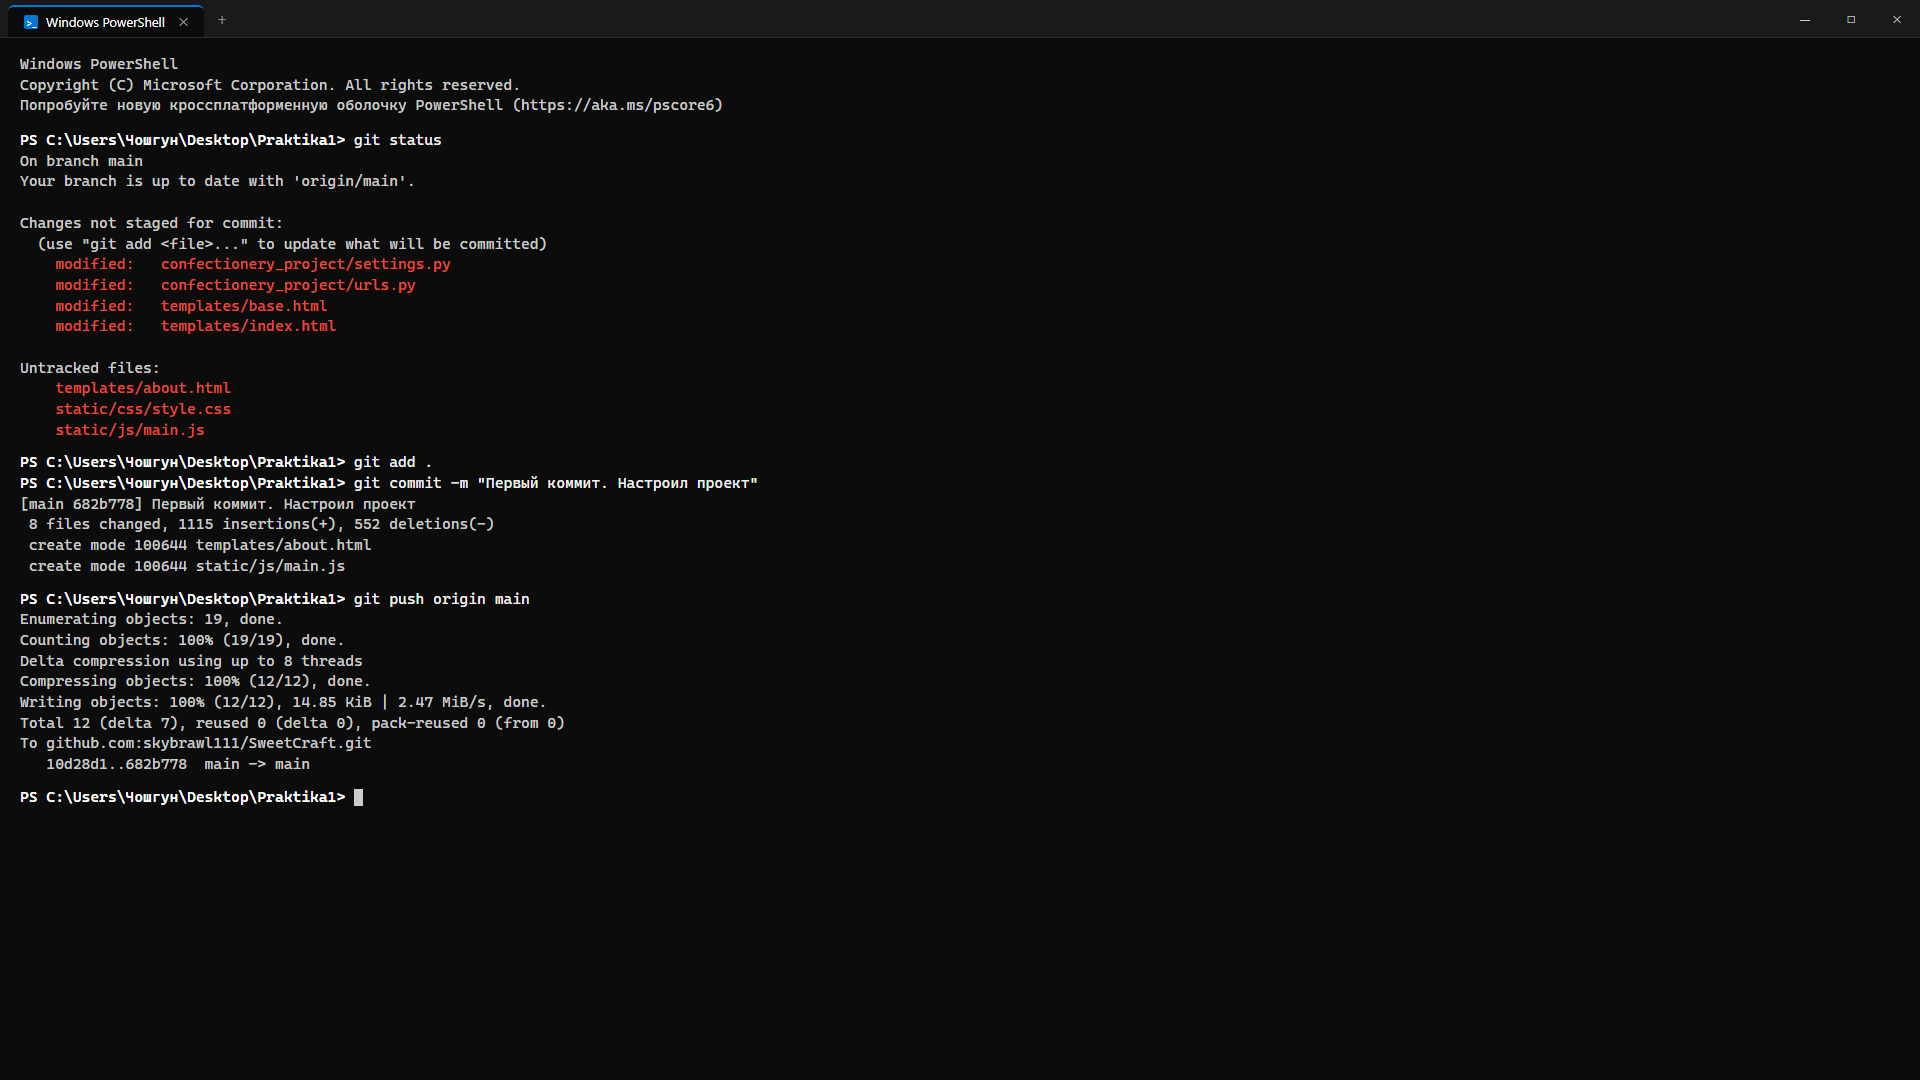 Windows PowerShell
Windows PowerShell
Copyright (C) Microsoft Corporation. All rights reserved.
Попробуйте новую кроссплатформенную оболочку PowerShell (https://aka.ms/pscore6)
PS C:\Users\Чошгун\Desktop\Praktika1> git status
On branch main
Your branch is up to date with 'origin/main'.
Changes not staged for commit:
  (use "git add <file>..." to update what will be committed)
    modified:   confectionery_project/settings.py
    modified:   confectionery_project/urls.py
    modified:   templates/base.html
    modified:   templates/index.html
Untracked files:
    templates/about.html
    static/css/style.css
    static/js/main.js
PS C:\Users\Чошгун\Desktop\Praktika1> git add .
PS C:\Users\Чошгун\Desktop\Praktika1> git commit -m "Первый коммит. Настроил проект"
[main 682b778] Первый коммит. Настроил проект
 8 files changed, 1115 insertions(+), 552 deletions(-)
 create mode 100644 templates/about.html
 create mode 100644 static/js/main.js
PS C:\Users\Чошгун\Desktop\Praktika1> git push origin main
Enumerating objects: 19, done.
Counting objects: 100% (19/19), done.
Delta compression using up to 8 threads
Compressing objects: 100% (12/12), done.
Writing objects: 100% (12/12), 14.85 KiB | 2.47 MiB/s, done.
Total 12 (delta 7), reused 0 (delta 0), pack-reused 0 (from 0)
To github.com:skybrawl111/SweetCraft.git
   10d28d1..682b778  main -> main
PS C:\Users\Чошгун\Desktop\Praktika1>